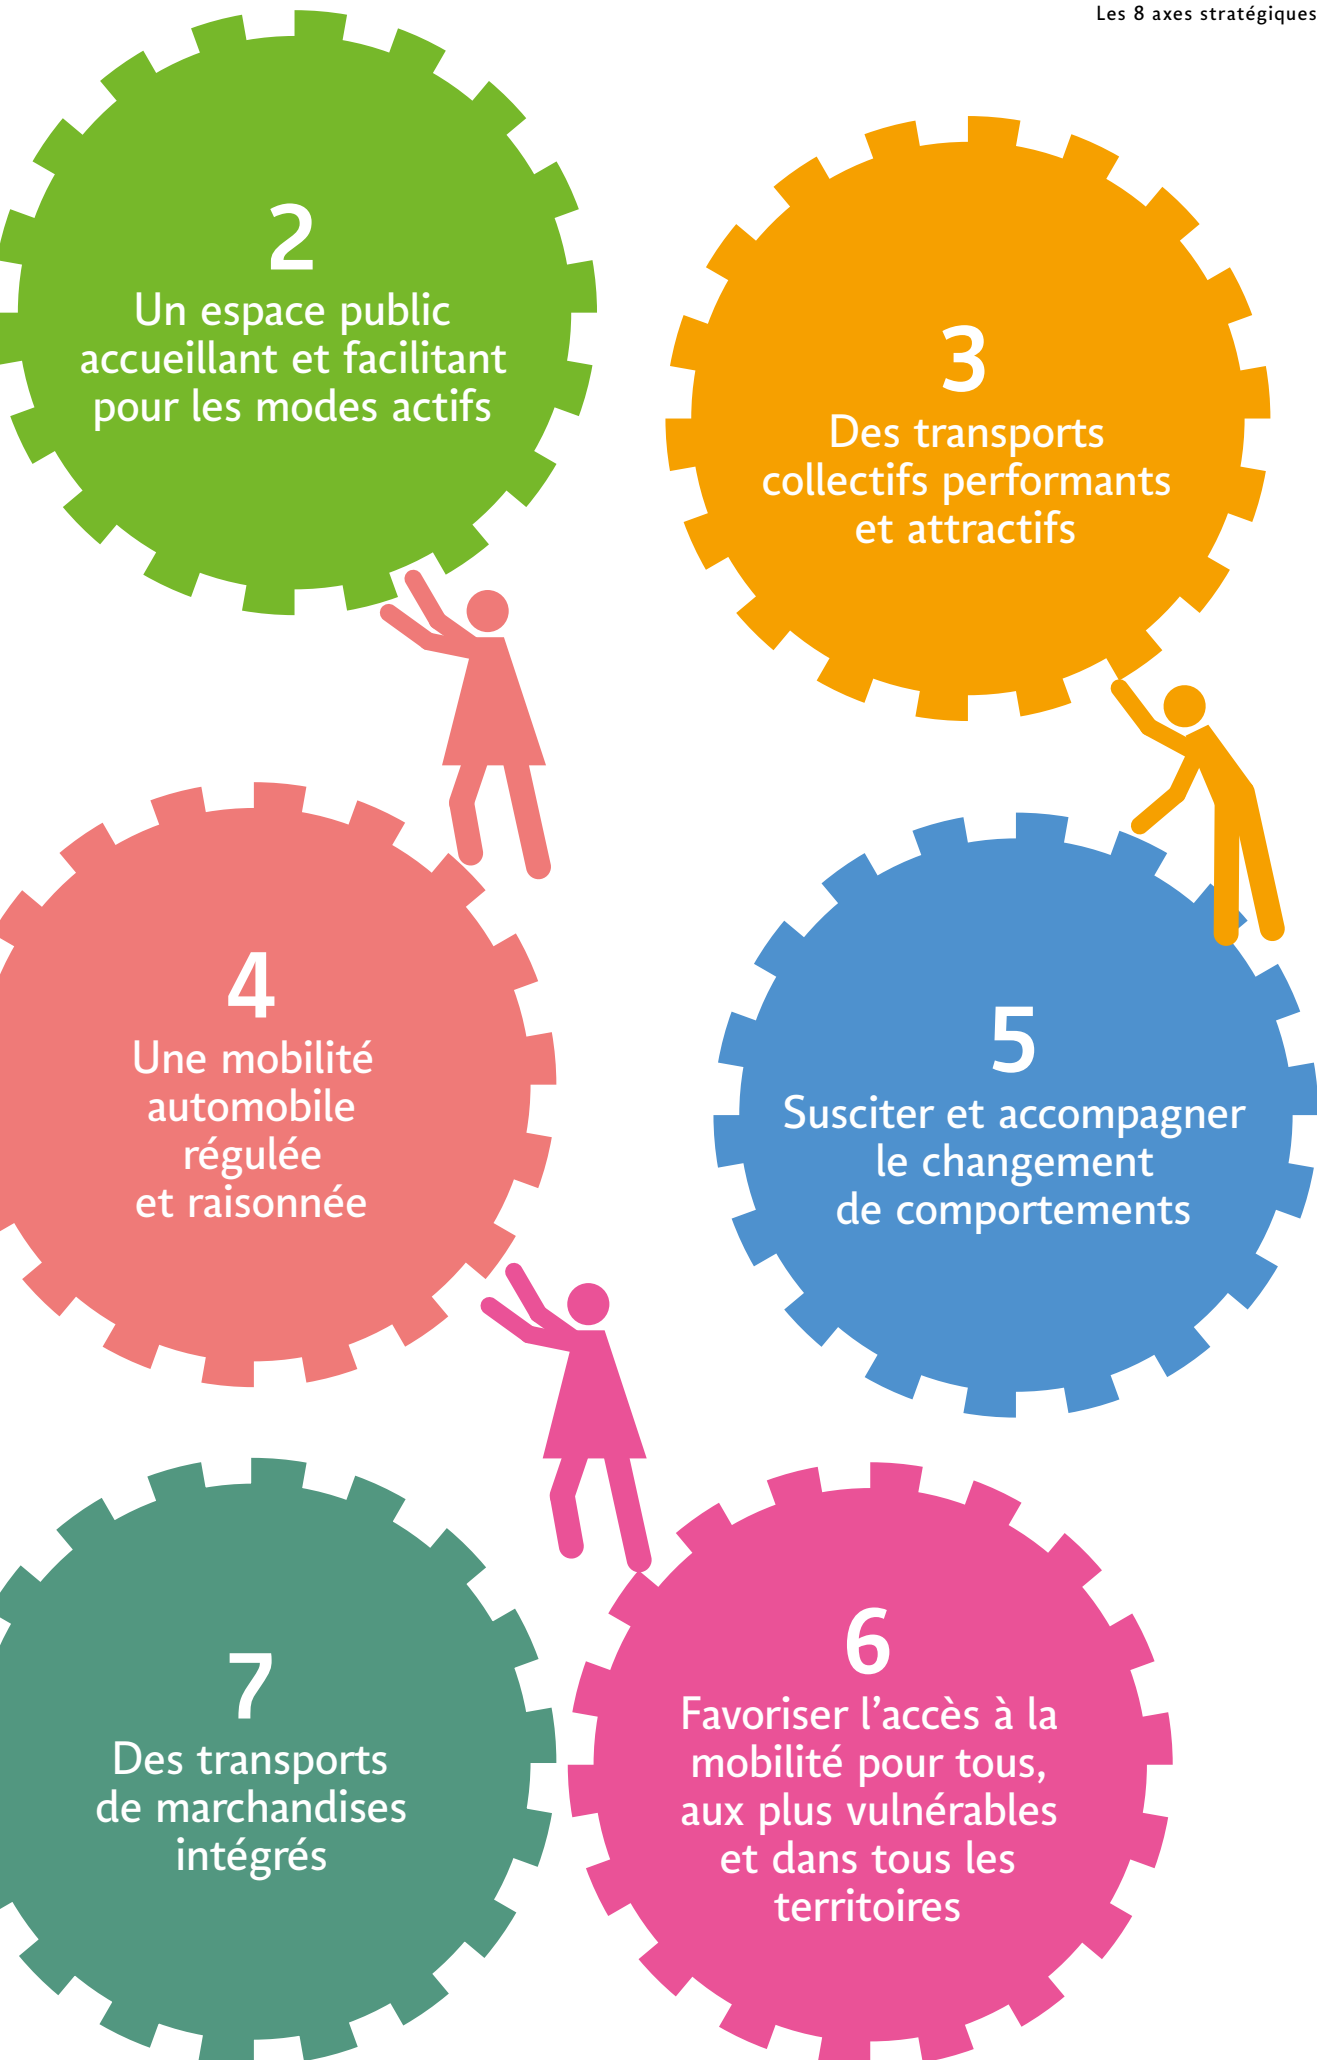 Les 8 axes stratégiques
2
Un espace public
accueillant et facilitant
pour les modes actifs
3
Des transports
collectifs performants
et attractifs
4
Une mobilité
automobile
régulée
et raisonnée
5
Susciter et accompagner
le changement
de comportements
6
Favoriser l’accès à la
mobilité pour tous,
aux plus vulnérables
et dans tous les
territoires
7
Des transports
de marchandises
intégrés